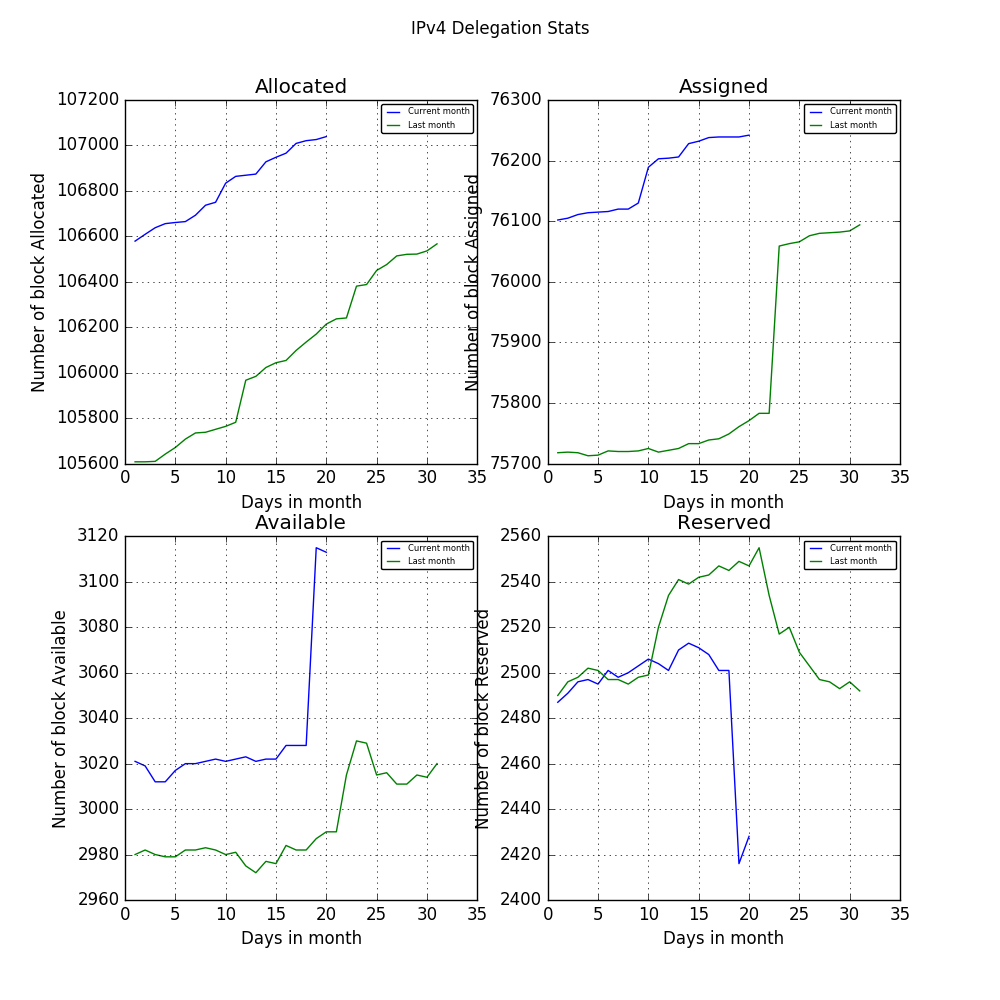 IPv4 Delegation Stats
Allocated
107200
107000
106800
106600
106400
106200
106000
105800
105600
Number of block Allocated
Current month
Last month
0 5 10 15 20 25 30 35
Days in month
Assigned
76300
76200
76100
76000
75900
75800
75700
Number of block Assigned
Current month
Last month
0 5 10 15 20 25 30 35
Days in month
Available
3120
3100
3080
3060
3040
3020
3000
2980
2960
Number of block Available
Current month
Last month
0 5 10 15 20 25 30 35
Days in month
Reserved
2560
2540
2520
2500
2480
2460
2440
2420
2400
Number of block Reserved
Current month
Last month
0 5 10 15 20 25 30 35
Days in month